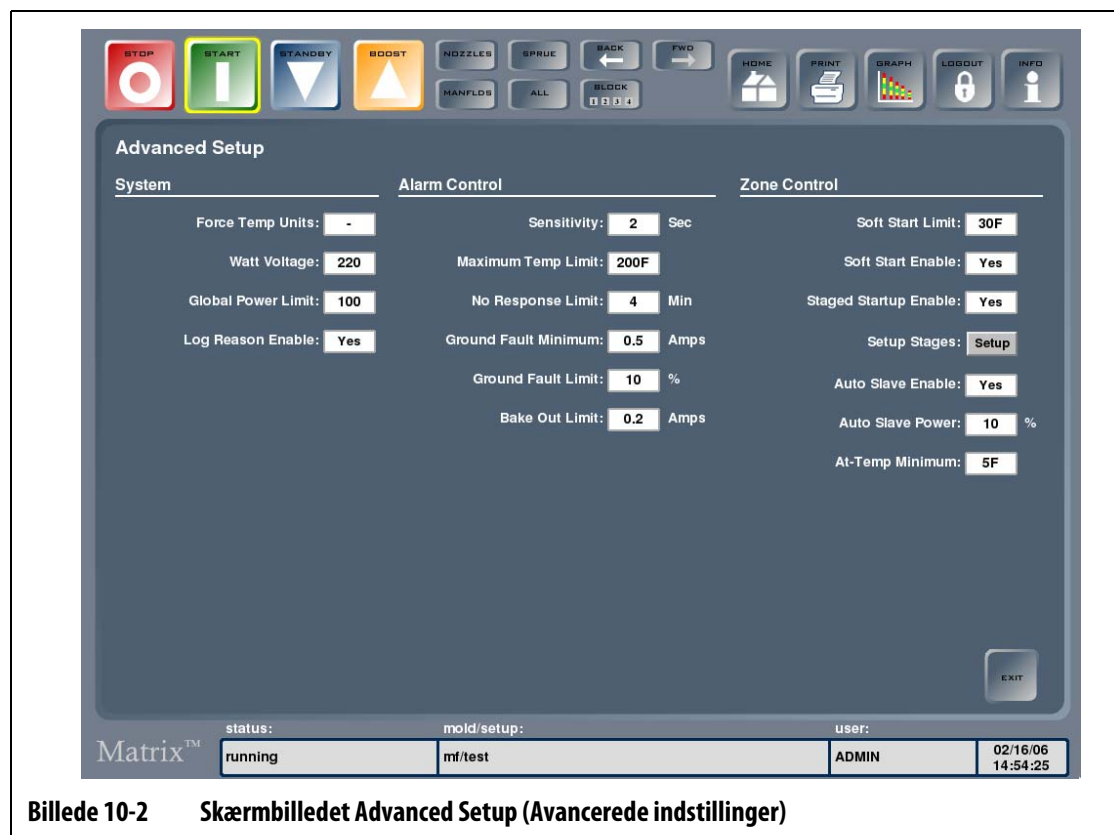 STOP START STANDBY BOOST NOZZLES SPRUE BACK FWD HOME PRINT GRAPH LOGOUT INFO
MANFLDS ALL BLOCK
1 2 3 4
Advanced Setup
System Alarm Control Zone Control
Force Temp Units: - Sensitivity: 2 Sec Soft Start Limit: 30F
Watt Voltage: 220 Maximum Temp Limit: 200F Soft Start Enable: Yes
Global Power Limit: 100 No Response Limit: 4 Min Staged Startup Enable: Yes
Log Reason Enable: Yes Ground Fault Minimum: 0.5 Amps Setup Stages: Setup
Ground Fault Limit: 10 % Auto Slave Enable: Yes
Bake Out Limit: 0.2 Amps Auto Slave Power: 10 %
At-Temp Minimum: 5F
EXIT
status: mold/setup: user:
Matrix™ running mf/test ADMIN 02/16/06
14:54:25
Billede 10-2 Skærmbilledet Advanced Setup (Avancerede indstillinger)